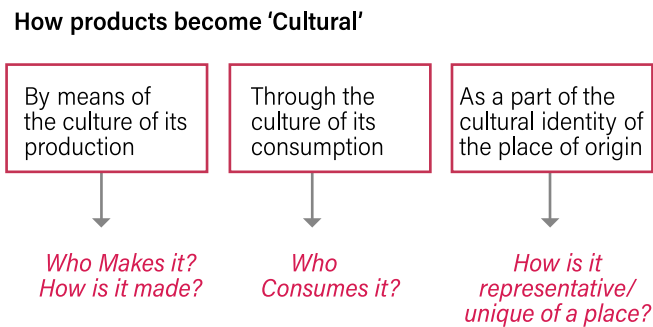 How products become ‘Cultural’
By means of
the culture of its
production
Through the
culture of its
consumption
As a part of the
cultural identity of
the place of origin
Who Makes it?
How is it made?
Who
Consumes it?
How is it
representative/
unique of a place?